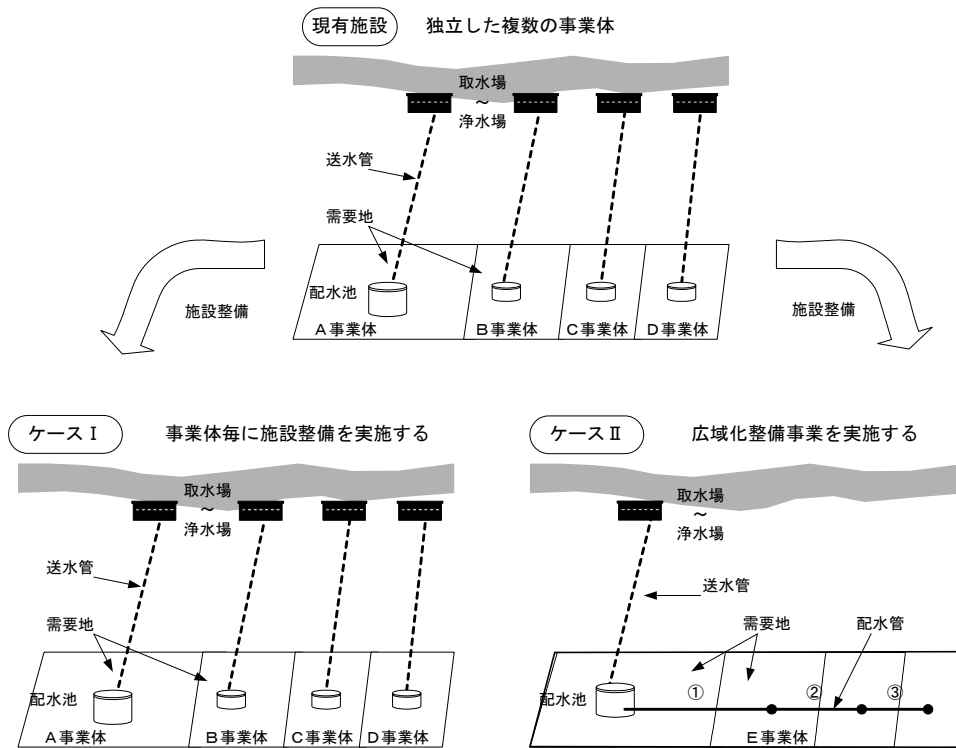 現有施設 独立した複数の事業体
取水場
～
浄水場
送水管
需要地
配水池
A事業体 B事業体 C事業体 D事業体
施設整備
施設整備
ケースⅠ 事業体毎に施設整備を実施する
取水場
～
浄水場
送水管
需要地
配水池
A事業体 B事業体 C事業体 D事業体
ケースⅡ 広域化整備事業を実施する
取水場
～
浄水場
送水管
需要地 配水管
配水池 ① ② ③
E事業体